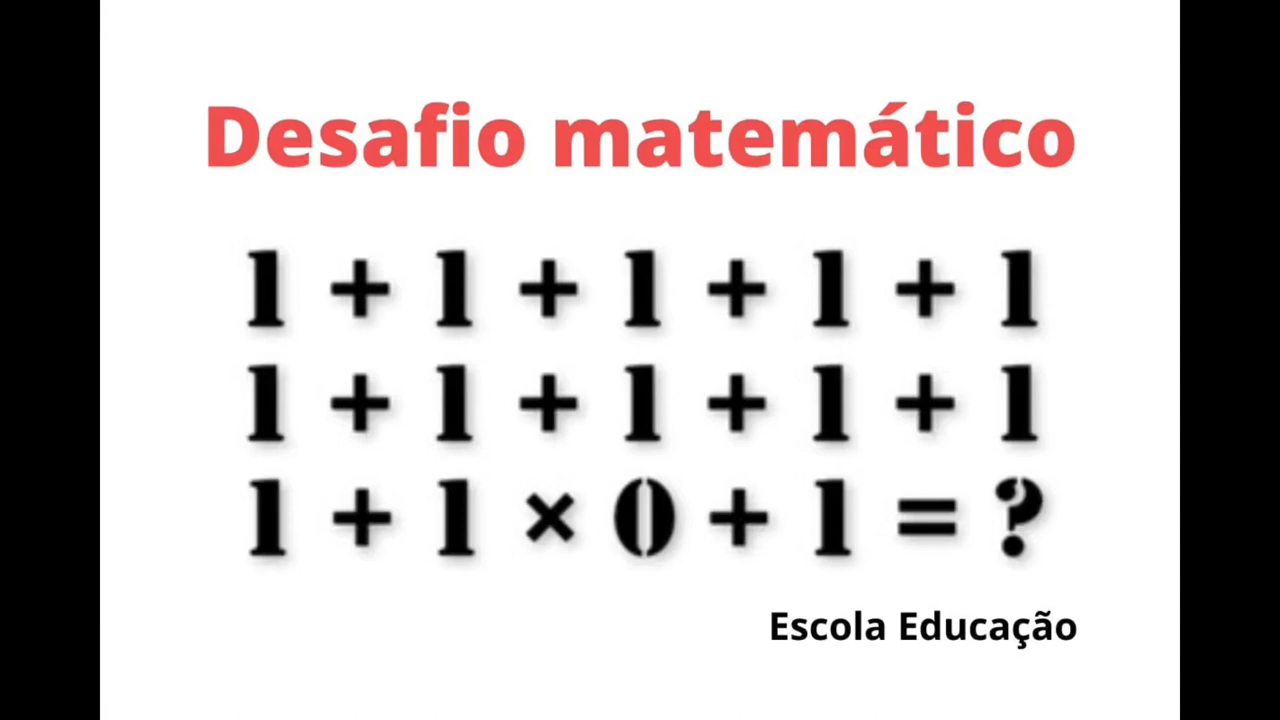 Desafio matemático
1 + 1 + 1 + 1 + 1
1 + 1 + 1 + 1 + 1
1 + 1 × 0 + 1 = ?
Escola Educação